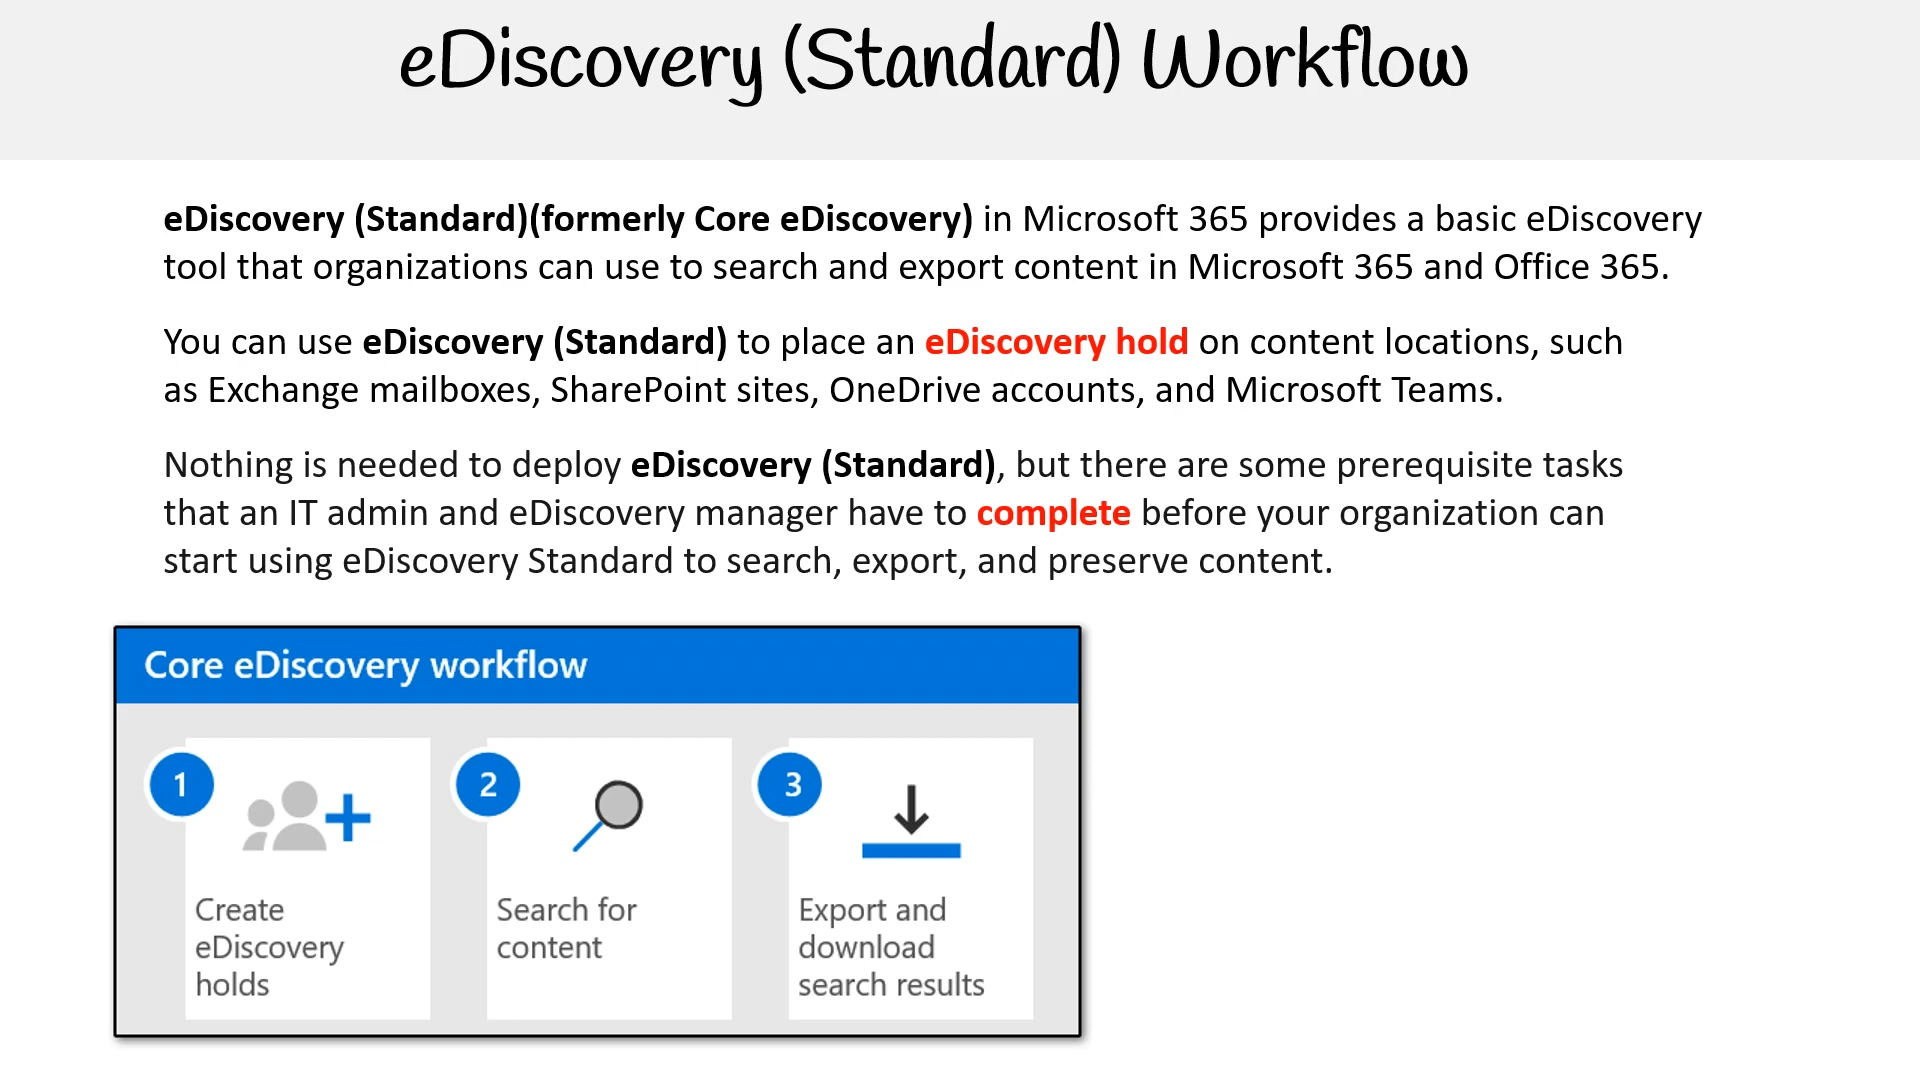 eDiscovery (Standard) Workflow
eDiscovery (Standard)(formerly Core eDiscovery) in Microsoft 365 provides a basic eDiscovery
tool that organizations can use to search and export content in Microsoft 365 and Office 365.
You can use eDiscovery (Standard) to place an eDiscovery hold on content locations, such
as Exchange mailboxes, SharePoint sites, OneDrive accounts, and Microsoft Teams.
Nothing is needed to deploy eDiscovery (Standard), but there are some prerequisite tasks
that an IT admin and eDiscovery manager have to complete before your organization can
start using eDiscovery Standard to search, export, and preserve content.
Core eDiscovery workflow
1
Create
eDiscovery
holds
2
Search for
content
3
Export and
download
search results